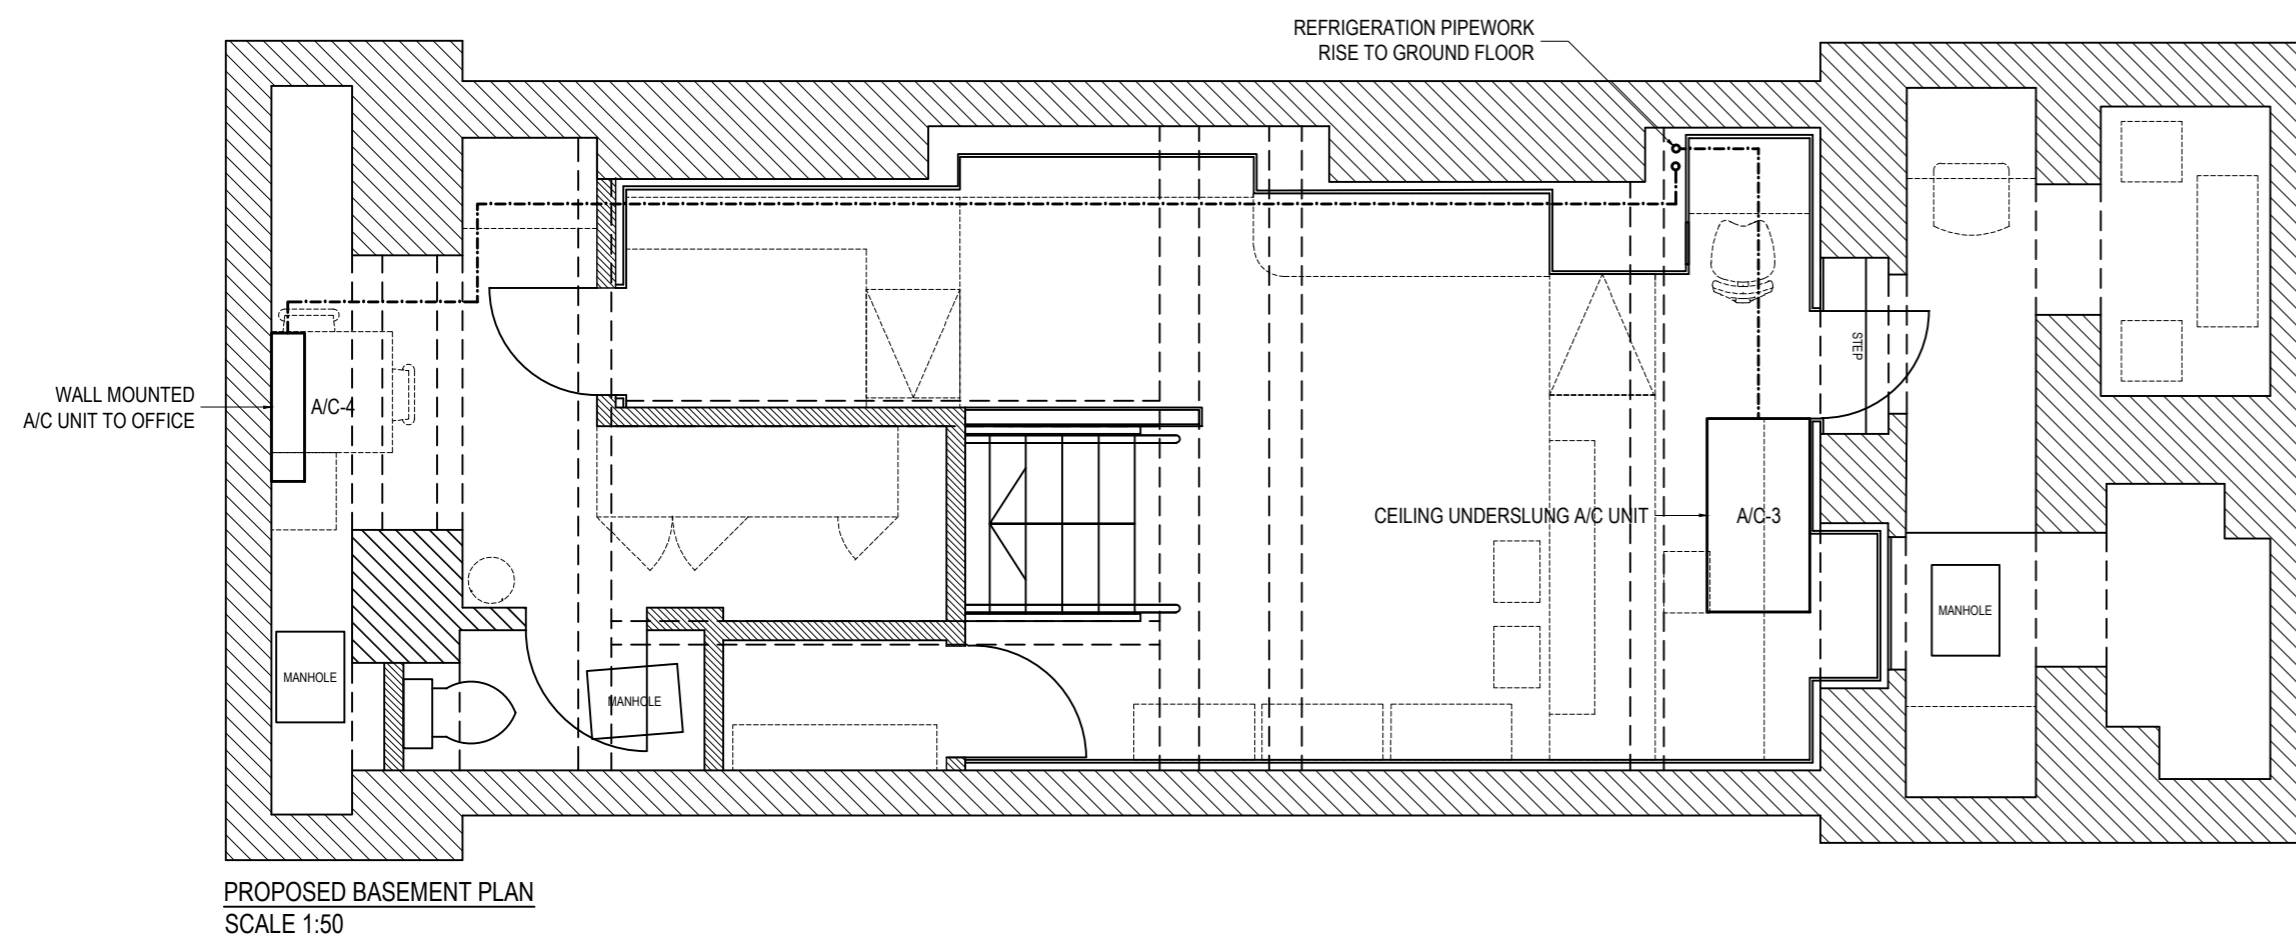 REFRIGERATION PIPEWORK
RISE TO GROUND FLOOR
WALL MOUNTED
A/C UNIT TO OFFICE
A/C-4
STEP
CEILING UNDERSLUNG A/C UNIT
A/C-3
MANHOLE
MANHOLE
MANHOLE
PROPOSED BASEMENT PLAN
SCALE 1:50